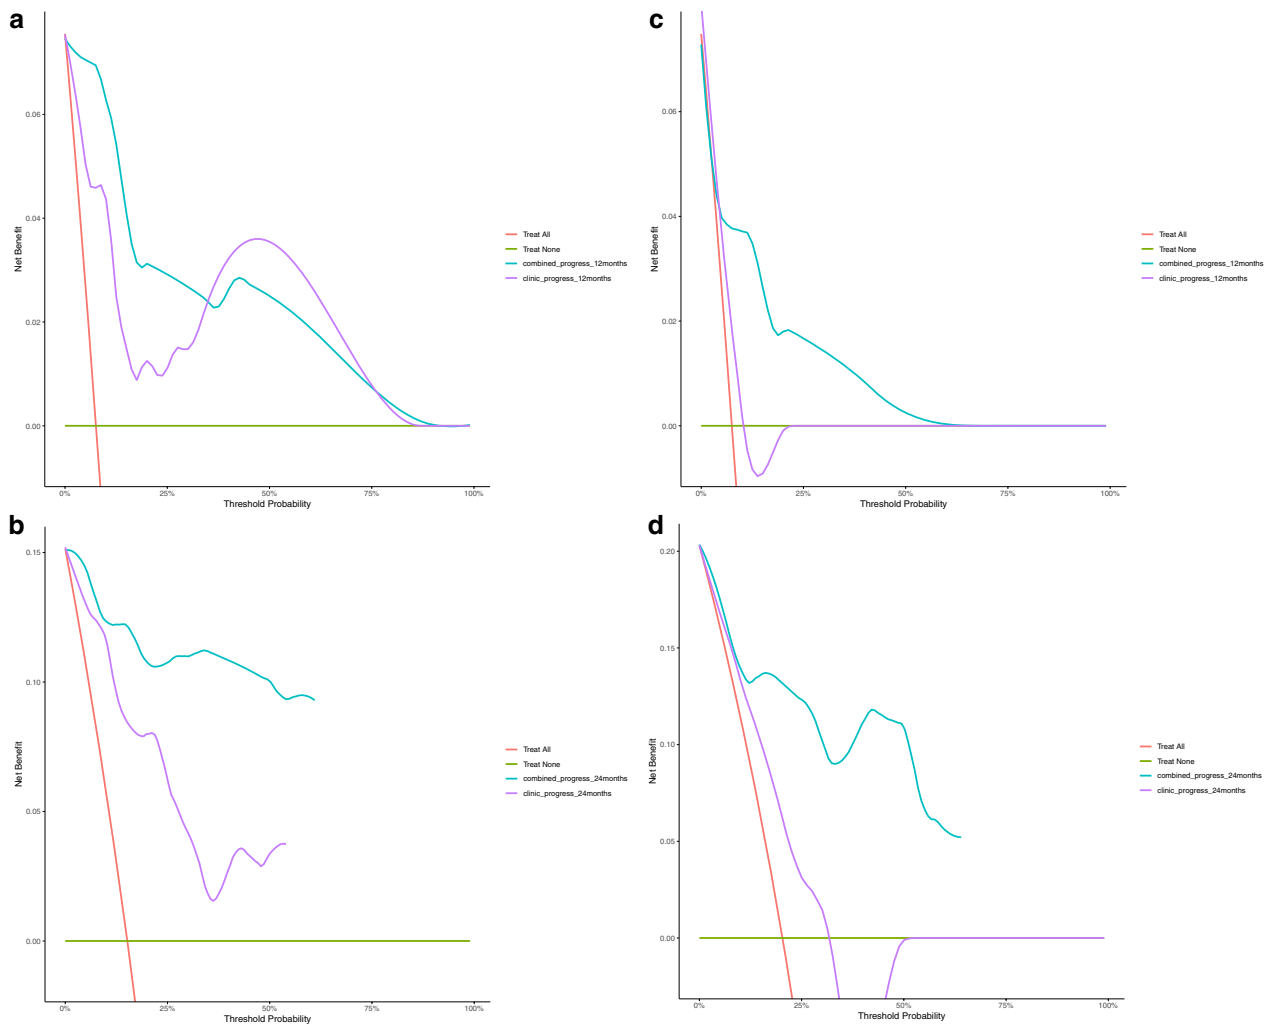 a
Net Benefit
0.06
0.04
0.02
0.00
0%
25%
50%
75%
100%
Threshold Probability
Treat All
Treat None
combined_progress_12months
clinic_progress_12months
c
Net Benefit
0.06
0.04
0.02
0.00
0%
25%
50%
75%
100%
Threshold Probability
Treat All
Treat None
combined_progress_12months
clinic_progress_12months
b
Net Benefit
0.15
0.10
0.05
0.00
0%
25%
50%
75%
100%
Threshold Probability
Treat All
Treat None
combined_progress_24months
clinic_progress_24months
d
Net Benefit
0.20
0.15
0.10
0.05
0.00
0%
25%
50%
75%
100%
Threshold Probability
Treat All
Treat None
combined_progress_24months
clinic_progress_24months